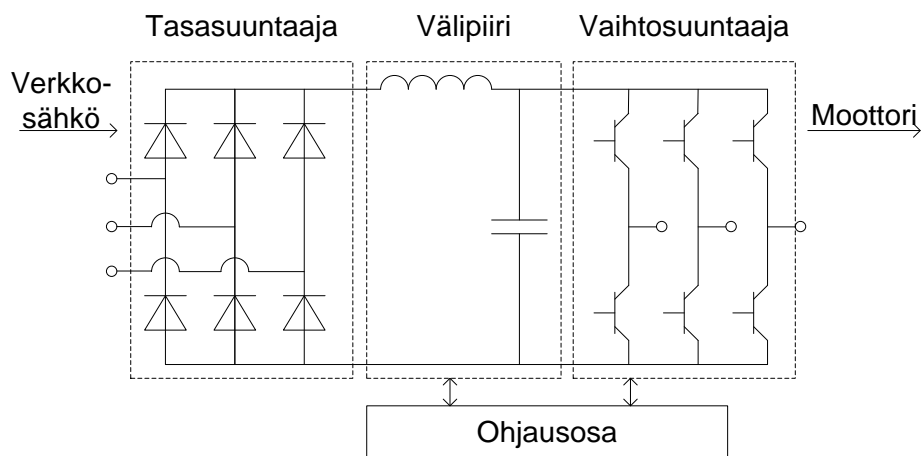 Tasasuuntaaja
Välipiiri
Vaihtosuuntaaja
Verkko-
sähkö
Moottori
Ohjausosa